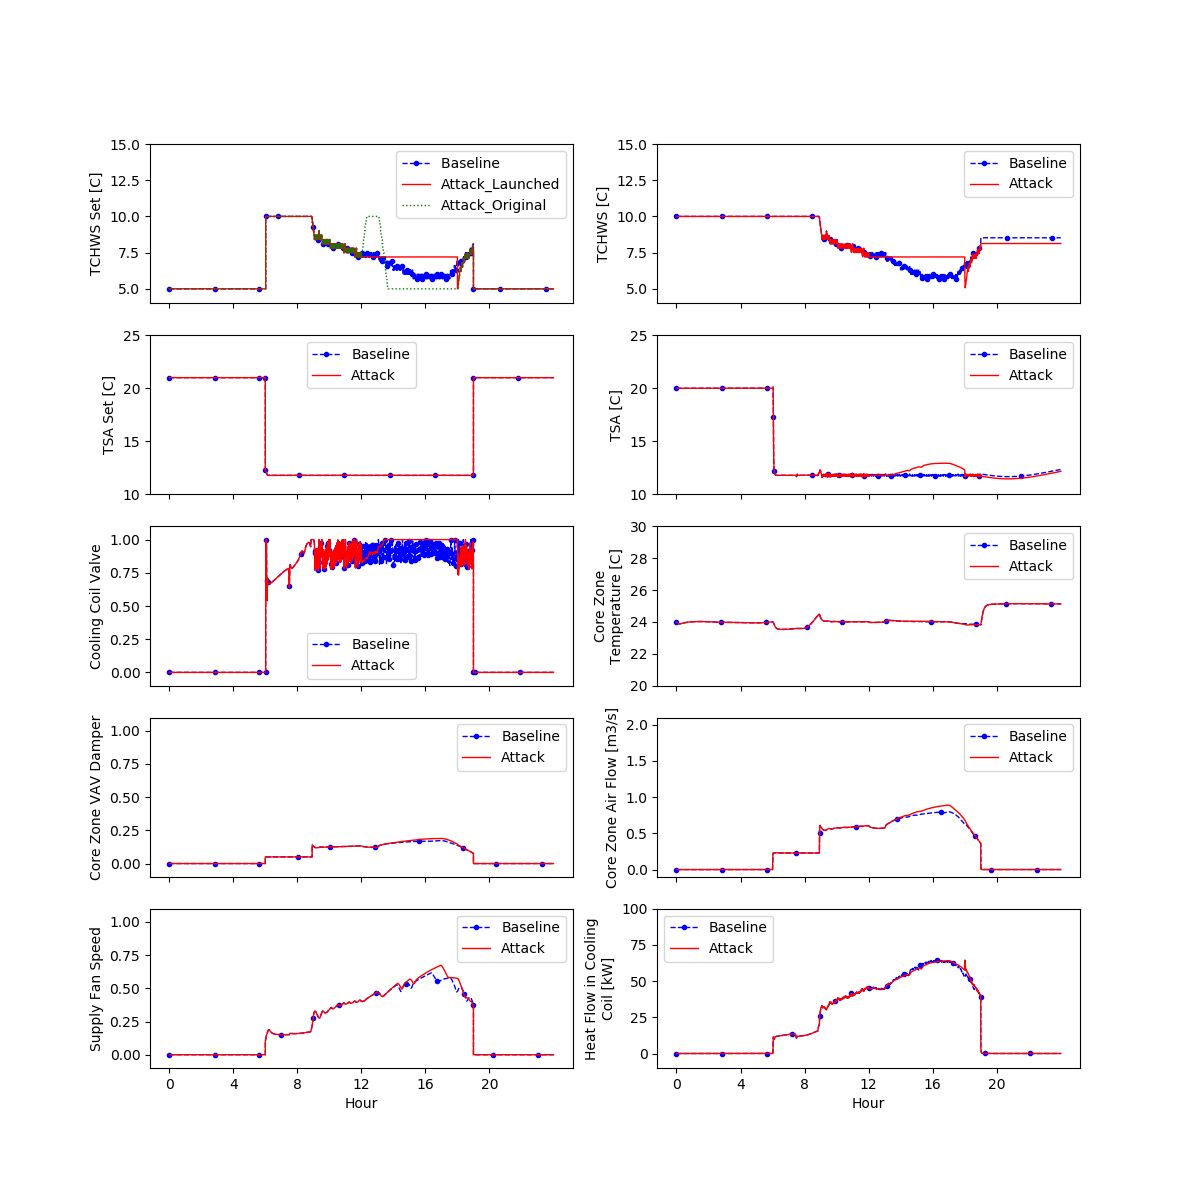 TCHWS Set [C]
15.0
12.5
10.0
7.5
5.0
Baseline
Attack_Launched
Attack_Original
TCHWS [C]
15.0
12.5
10.0
7.5
5.0
Baseline
Attack
TSA Set [C]
25
20
15
10
Baseline
Attack
TSA [C]
25
20
15
10
Baseline
Attack
Cooling Coil Valve
1.00
0.75
0.50
0.25
0.00
Baseline
Attack
Core Zone
Temperature [C]
30
28
26
24
22
20
Baseline
Attack
Core Zone VAV Damper
1.00
0.75
0.50
0.25
0.00
Baseline
Attack
Core Zone Air Flow [m3/s]
2.0
1.5
1.0
0.5
0.0
Baseline
Attack
Supply Fan Speed
1.00
0.75
0.50
0.25
0.00
Baseline
Attack
0 4 8 12 16 20
Hour
Heat Flow in Cooling
Coil [kW]
100
75
50
25
0
Baseline
Attack
0 4 8 12 16 20
Hour